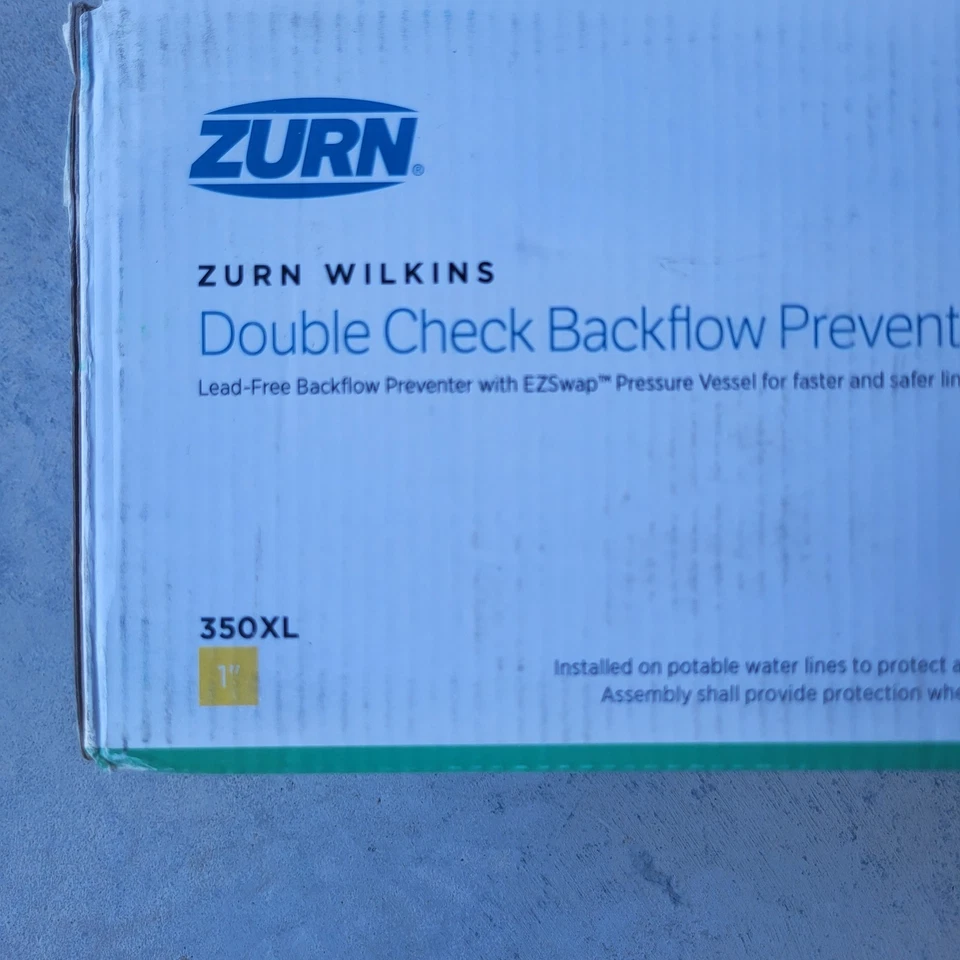 ZURN®
ZURN WILKINS
Double Check Backflow Prevent
Lead-Free Backflow Preventer with EZSwap™ Pressure Vessel for faster and safer lin
350XL
1"
Installed on potable water lines to protect a
Assembly shall provide protection whe